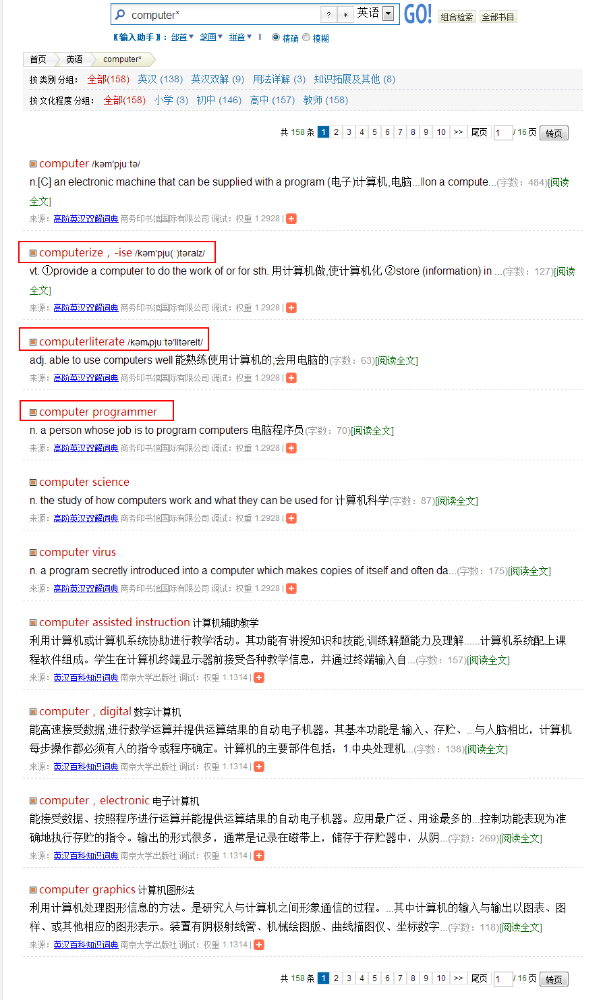 computer* ? * 英语 GO! 组合检索 全部书目
〖输入助手〗: 部首 笔画 拼音 ‖ 精确 模糊
首页 英语 computer*
按 类别 分组： 全部(158) 英汉 (138) 英汉双解 (9) 用法详解 (3) 知识拓展及其他 (8)
按 文化程度 分组： 全部(158) 小学 (3) 初中 (146) 高中 (157) 教师 (158)
共 158 条 1 2 3 4 5 6 7 8 9 10 >> 尾页 1 / 16 页 转页
computer /kəm'pjuːtə/
n.[C] an electronic machine that can be supplied with a program (电子)计算机,电脑...‖on a compute...(字数：484)[阅读
全文]
来源：高阶英汉双解词典 商务印书馆国际有限公司 调试：权重 1.2928 |
computerize，-ise /kəm'pju(ː)təraIz/
vt. ①provide a computer to do the work of or for sth. 用计算机做,使计算机化 ②store (information) in ...(字数：127)[阅读
全文]
来源：高阶英汉双解词典 商务印书馆国际有限公司 调试：权重 1.2928 |
computerliterate /kəmˌpjuːtə'lItəreIt/
adj. able to use computers well 能熟练使用计算机的;会用电脑的(字数：63)[阅读全文]
来源：高阶英汉双解词典 商务印书馆国际有限公司 调试：权重 1.2928 |
computer programmer
n. a person whose job is to program computers 电脑程序员(字数：70)[阅读全文]
来源：高阶英汉双解词典 商务印书馆国际有限公司 调试：权重 1.2928 |
computer science
n. the study of how computers work and what they can be used for 计算机科学(字数：87)[阅读全文]
来源：高阶英汉双解词典 商务印书馆国际有限公司 调试：权重 1.2928 |
computer virus
n. a program secretly introduced into a computer which makes copies of itself and often da...(字数：175)[阅读全文]
来源：高阶英汉双解词典 商务印书馆国际有限公司 调试：权重 1.2928 |
computer assisted instruction 计算机辅助教学
利用计算机或计算机系统协助进行教学活动。其功能有讲授知识和技能,训练解题能力及理解......计算机系统配上课
程软件组成。学生在计算机终端显示器前接受各种教学信息，并通过终端输入自...(字数：157)[阅读全文]
来源：英汉百科知识词典 南京大学出版社 调试：权重 1.1314 |
computer，digital 数字计算机
能高速接受数据,进行数学运算并提供运算结果的自动电子机器。其基本功能是:输入、存贮、...与人脑相比，计算机
每步操作都必须有人的指令或程序确定。计算机的主要部件包括：1.中央处理机...(字数：138)[阅读全文]
来源：英汉百科知识词典 南京大学出版社 调试：权重 1.1314 |
computer，electronic 电子计算机
能接受数据、按照程序进行运算并能提供运算结果的自动电子机器。应用最广泛、用途最多的...控制功能表现为准
确地执行存贮的指令。输出的形式很多，通常是记录在磁带上，储存于存贮器中，从阴...(字数：269)[阅读全文]
来源：英汉百科知识词典 南京大学出版社 调试：权重 1.1314 |
computer graphics 计算机图形法
利用计算机处理图形信息的方法。是研究人与计算机之间形象通信的过程。...其中计算机的输入与输出以图表、图
样、或其他相应的图形表示。装置有阴极射线管、机械绘图版、曲线描图仪、坐标数字...(字数：118)[阅读全文]
来源：英汉百科知识词典 南京大学出版社 调试：权重 1.1314 |
共 158 条 1 2 3 4 5 6 7 8 9 10 >> 尾页 1 / 16 页 转页